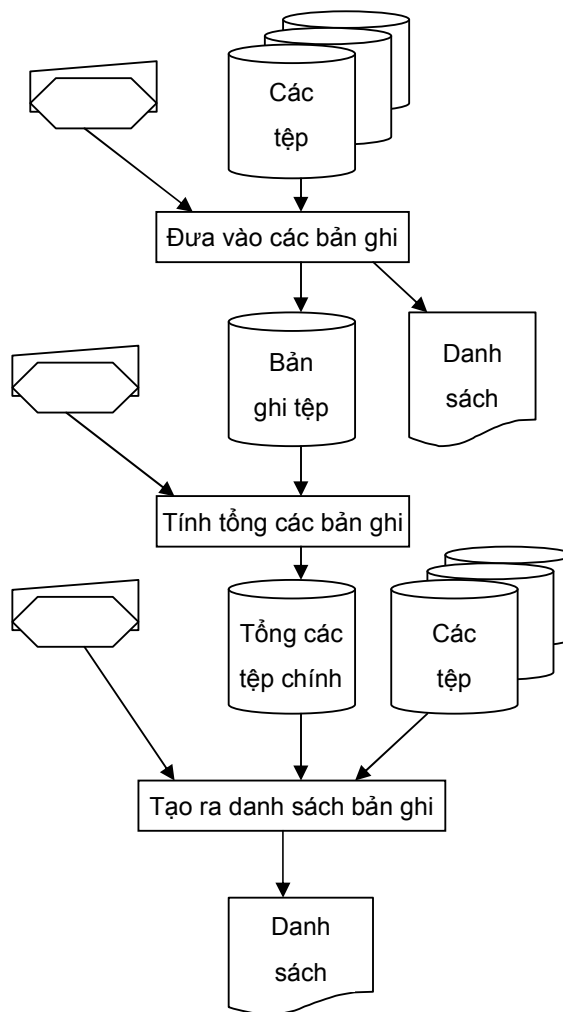 Các
tệp
Đưa vào các bản ghi
Bản
ghi tệp
Danh
sách
Tính tổng các bản ghi
Tổng các
tệp chính
Các
tệp
Tạo ra danh sách bản ghi
Danh
sách